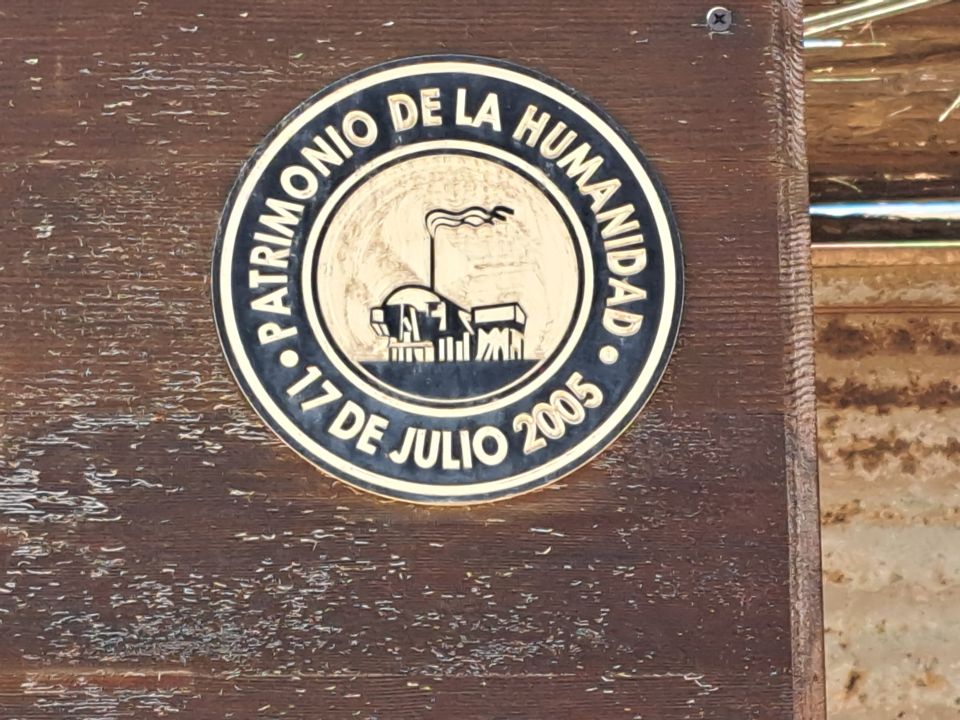 PATRIMONIO DE LA HUMANIDAD
• 17 DE JULIO 2005 •